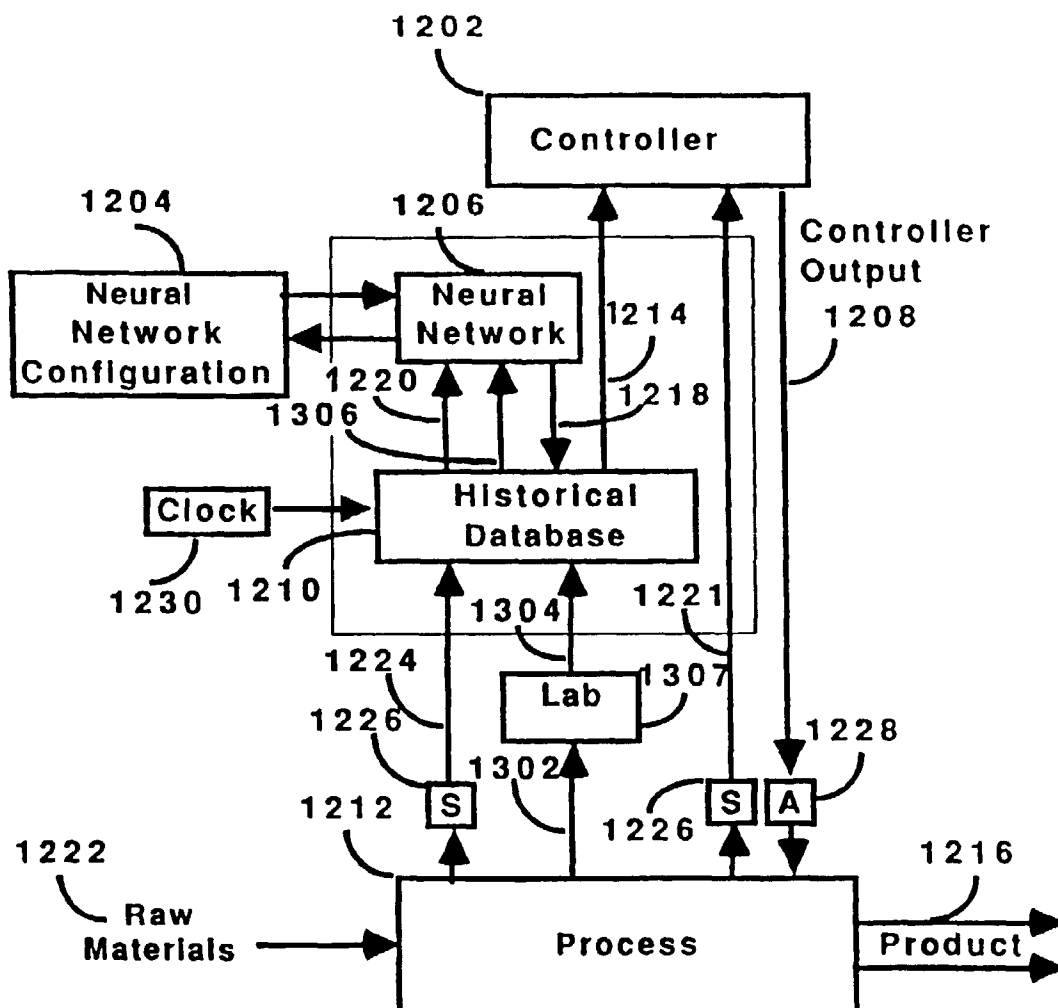 1202
Controller
1204
1206
Controller
Output
Neural
Network
Configuration
Neural
Network
1214
1208
1220
1306
1218
Clock
Historical
Database
1230
1210
1304
1221
1224
Lab
1307
1226
1302
1228
S
S
A
1212
1226
1222
1216
Raw
Materials
Process
Product